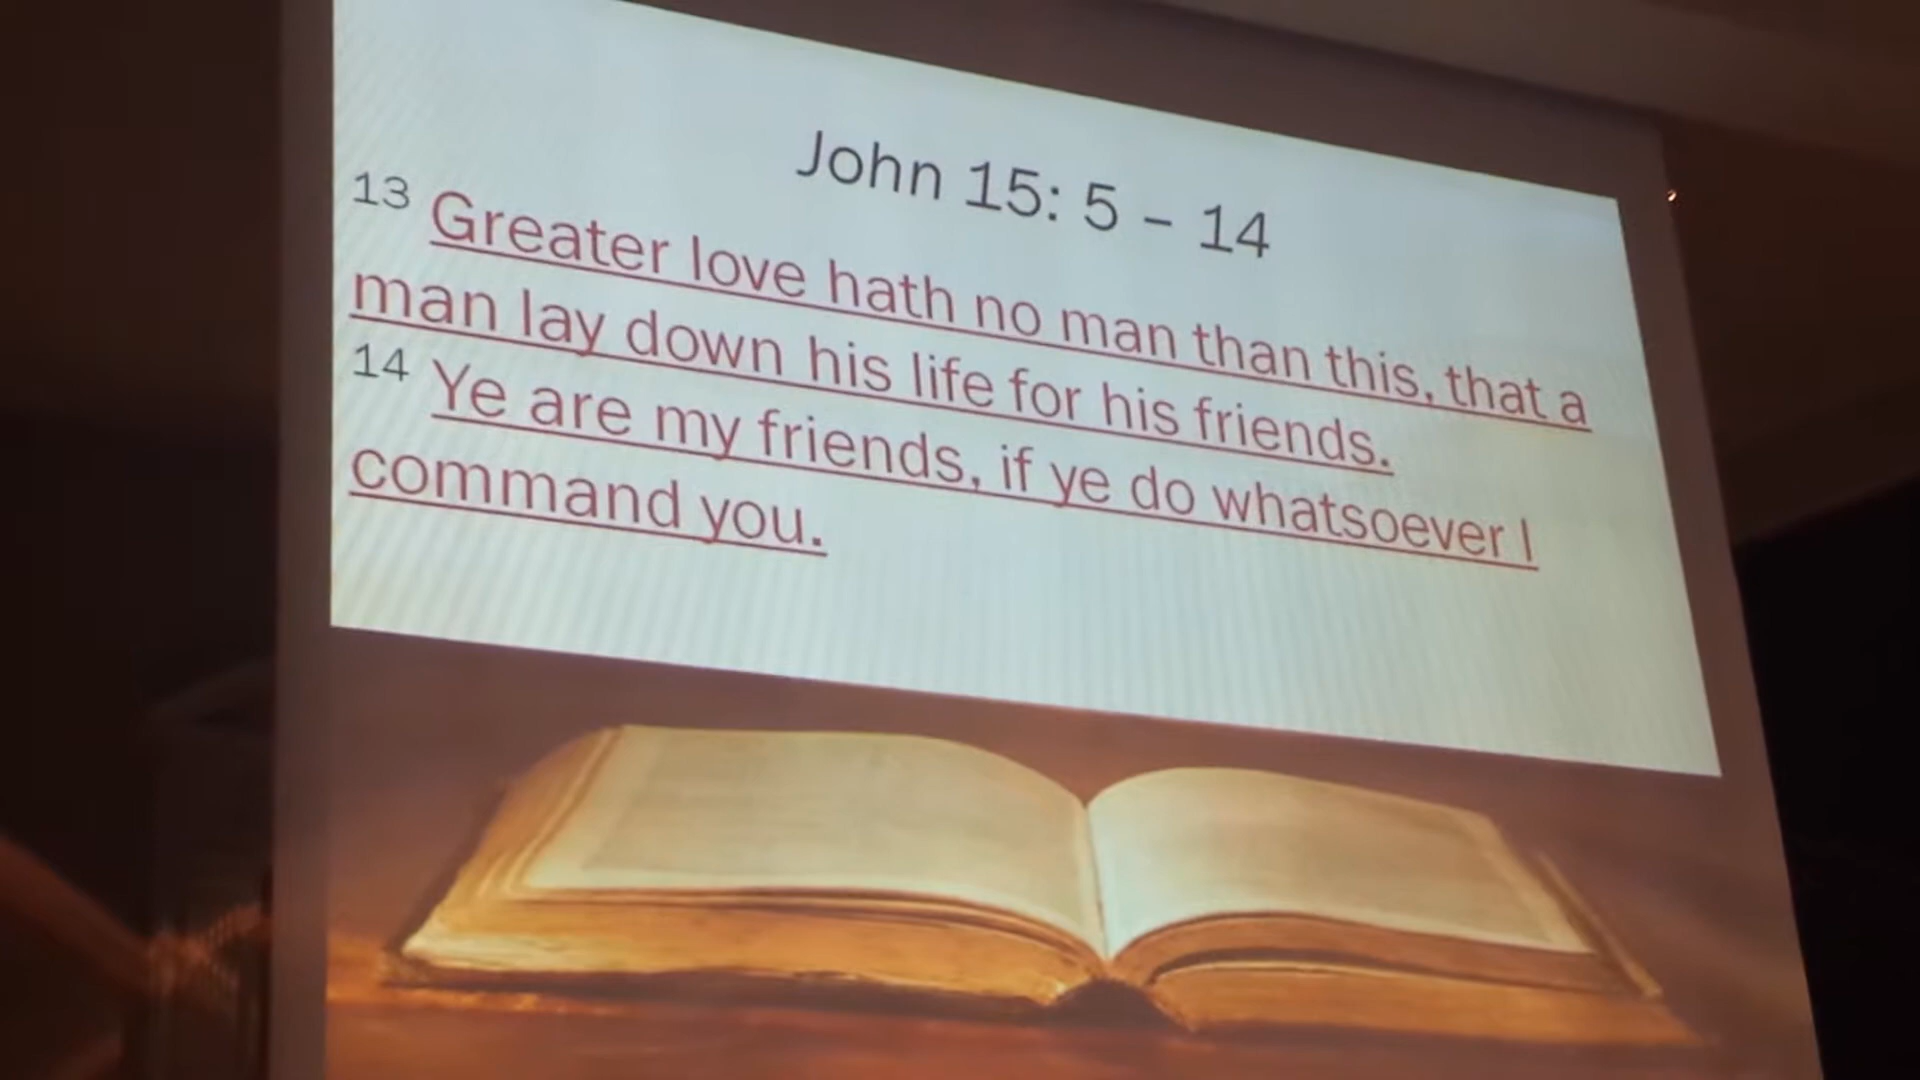 John 15: 5 – 14
13 Greater love hath no man than this, that a
man lay down his life for his friends.
14 Ye are my friends, if ye do whatsoever I
command you.